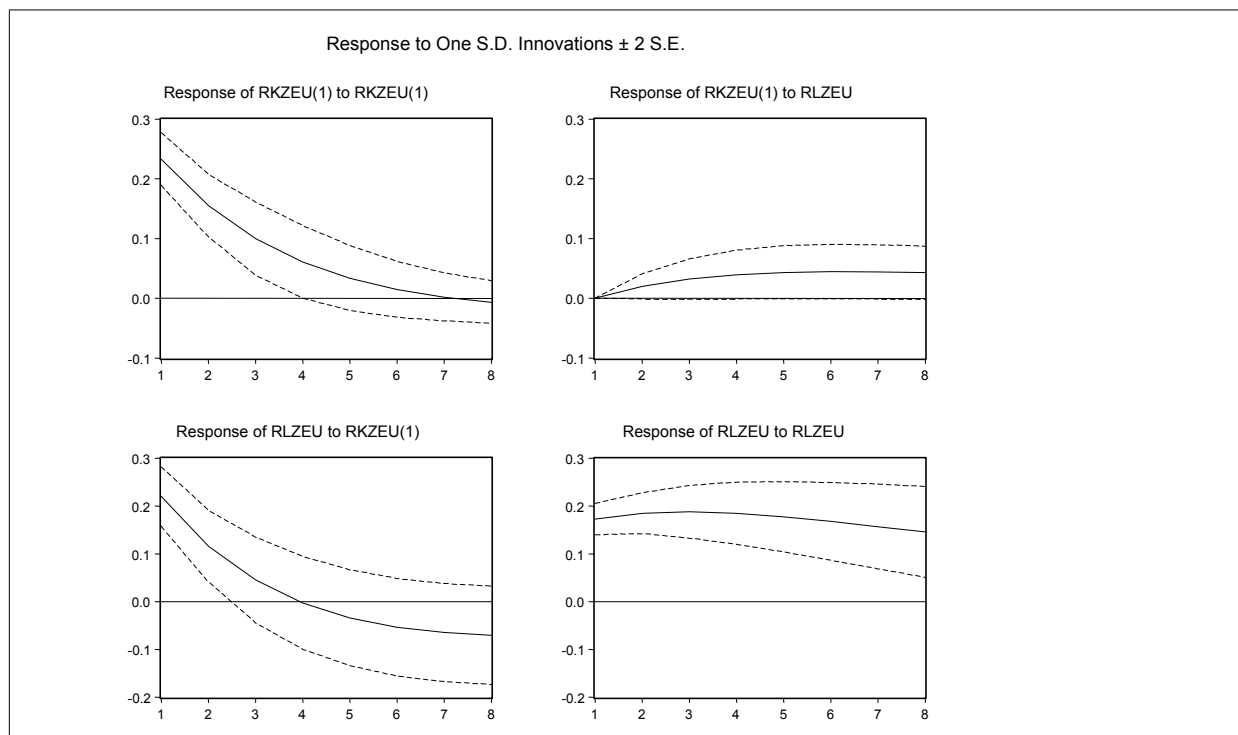 Response to One S.D. Innovations ± 2 S.E.
Response of RKZEU(1) to RKZEU(1)
0.3
0.2
0.1
0.0
-0.1
1 2 3 4 5 6 7 8
Response of RKZEU(1) to RLZEU
0.3
0.2
0.1
0.0
-0.1
1 2 3 4 5 6 7 8
Response of RLZEU to RKZEU(1)
0.3
0.2
0.1
0.0
-0.1
-0.2
1 2 3 4 5 6 7 8
Response of RLZEU to RLZEU
0.3
0.2
0.1
0.0
-0.1
-0.2
1 2 3 4 5 6 7 8